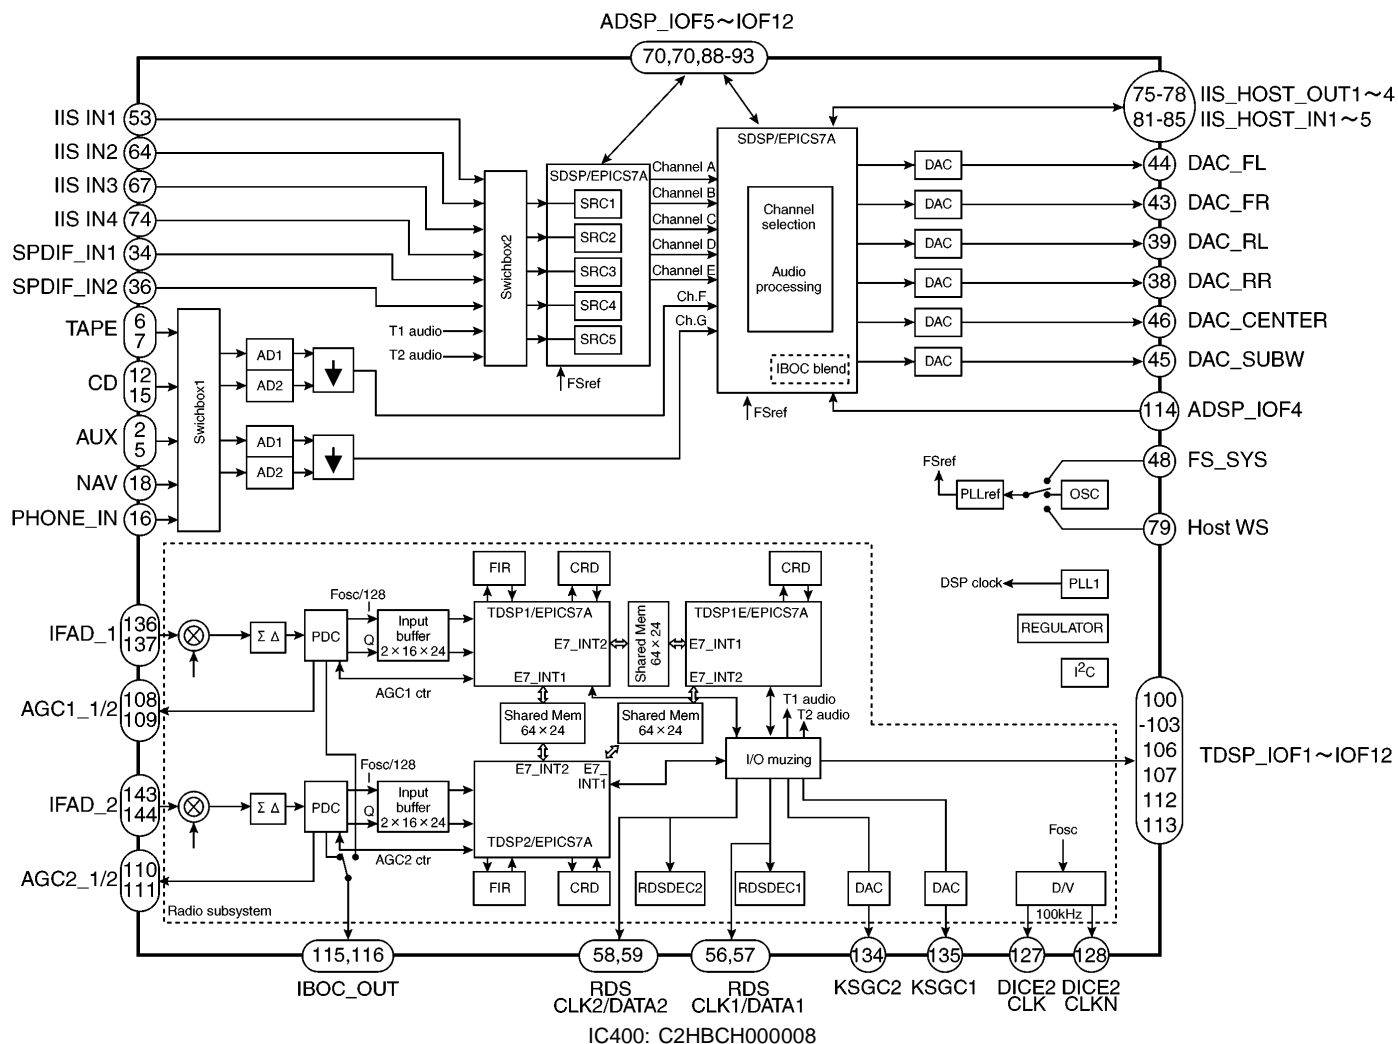 ADSP_IOF5～IOF12
70,70,88-93
IIS IN1 53
IIS IN2 64
IIS IN3 67
IIS IN4 74
SPDIF_IN1 34
SPDIF_IN2 36
TAPE 6 7
CD 12 15
AUX 2 5
NAV 18
PHONE_IN 16
Swichbox1
AD1
AD2
AD1
AD2
T1 audio
T2 audio
Swichbox2
SDSP/EPICS7A
SRC1
SRC2
SRC3
SRC4
SRC5
FSref
Channel A
Channel B
Channel C
Channel D
Channel E
Ch.F
Ch.G
SDSP/EPICS7A
Channel
selection
Audio
processing
IBOC blend
FSref
DAC
DAC
DAC
DAC
DAC
DAC
75-78 IIS_HOST_OUT1～4
81-85 IIS_HOST_IN1～5
44 DAC_FL
43 DAC_FR
39 DAC_RL
38 DAC_RR
46 DAC_CENTER
45 DAC_SUBW
114 ADSP_IOF4
48 FS_SYS
FSref
PLLref
OSC
79 Host WS
DSP clock
PLL1
REGULATOR
I²C
IFAD_1 136 137
AGC1_1/2 108 109
IFAD_2 143 144
AGC2_1/2 110 111
Σ Δ
PDC
Fosc/128
I
Q
Input
buffer
2×16×24
AGC1 ctr
FIR
CRD
TDSP1/EPICS7A
E7_INT2
E7_INT1
Shared Mem
64×24
CRD
TDSP1E/EPICS7A
E7_INT1
E7_INT2
Shared Mem
64×24
Shared Mem
64×24
T1 audio
T2 audio
I/O muzing
Σ Δ
PDC
Fosc/128
I
Q
Input
buffer
2×16×24
AGC2 ctr
E7_INT2
E7_
INT1
TDSP2/EPICS7A
FIR
CRD
RDSDEC2
RDSDEC1
DAC
DAC
Fosc
D/V
100kHz
Radio subsystem
100
-103
106
107
112
113
TDSP_IOF1～IOF12
115,116
IBOC_OUT
58,59
RDS
CLK2/DATA2
56,57
RDS
CLK1/DATA1
134
KSGC2
135
KSGC1
127
DICE2
CLK
128
DICE2
CLKN
IC400: C2HBCH000008